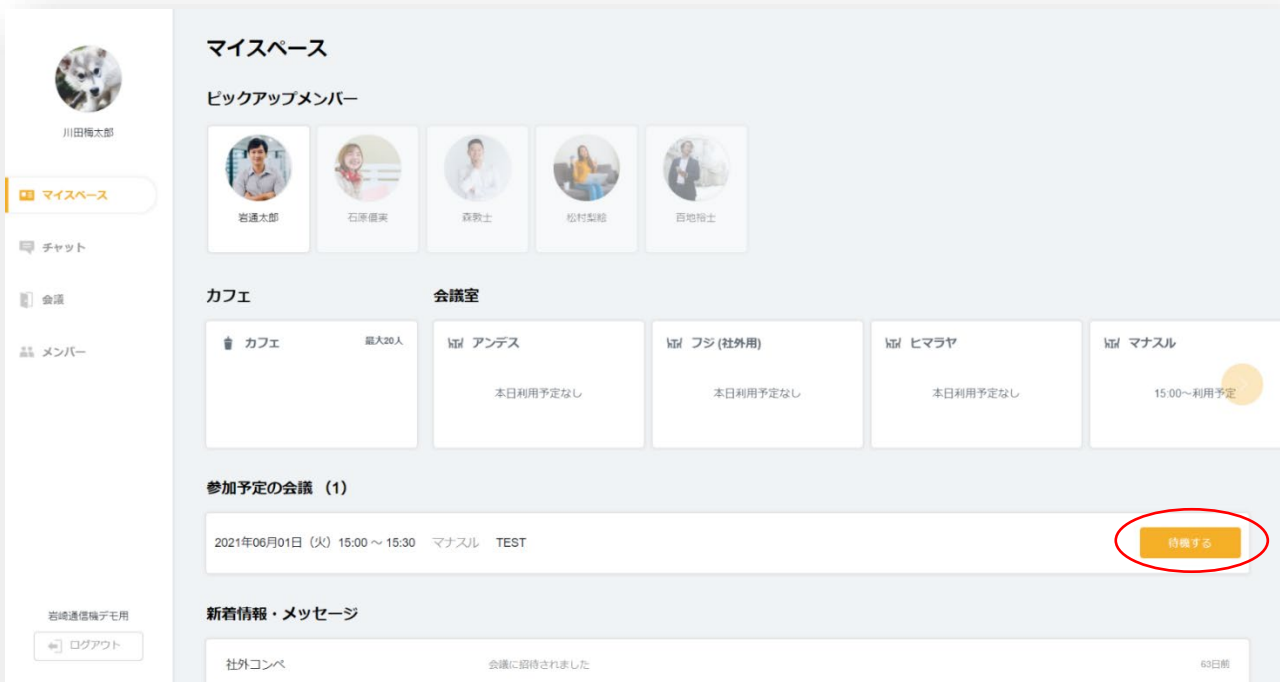 川田梅太郎
マイスペース
チャット
会議
メンバー
岩崎通信機デモ用
ログアウト
マイスペース
ピックアップメンバー
岩通太郎
石原優実
森敦士
松村梨絵
百地裕士
カフェ
会議室
カフェ 最大20人
アンデス
本日利用予定なし
フジ (社外用)
本日利用予定なし
ヒマラヤ
本日利用予定なし
マナスル
15:00～利用予定
参加予定の会議 （1）
2021年06月01日（火）15:00 ～ 15:30 マナスル TEST 待機する
新着情報・メッセージ
社外コンペ 会議に招待されました 63日前